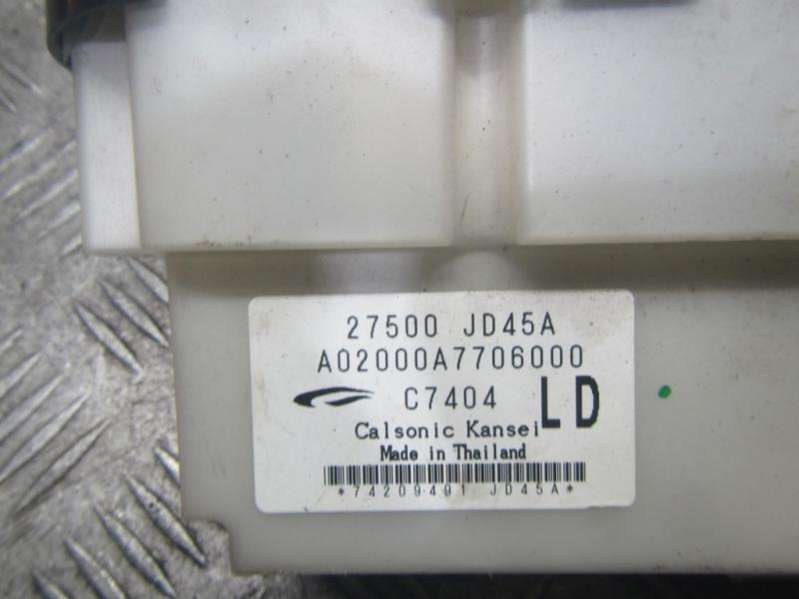 27500 JD45A
A02000A7706000
C7404 LD
Calsonic Kansei
Made in Thailand
*74209491 JD45A*